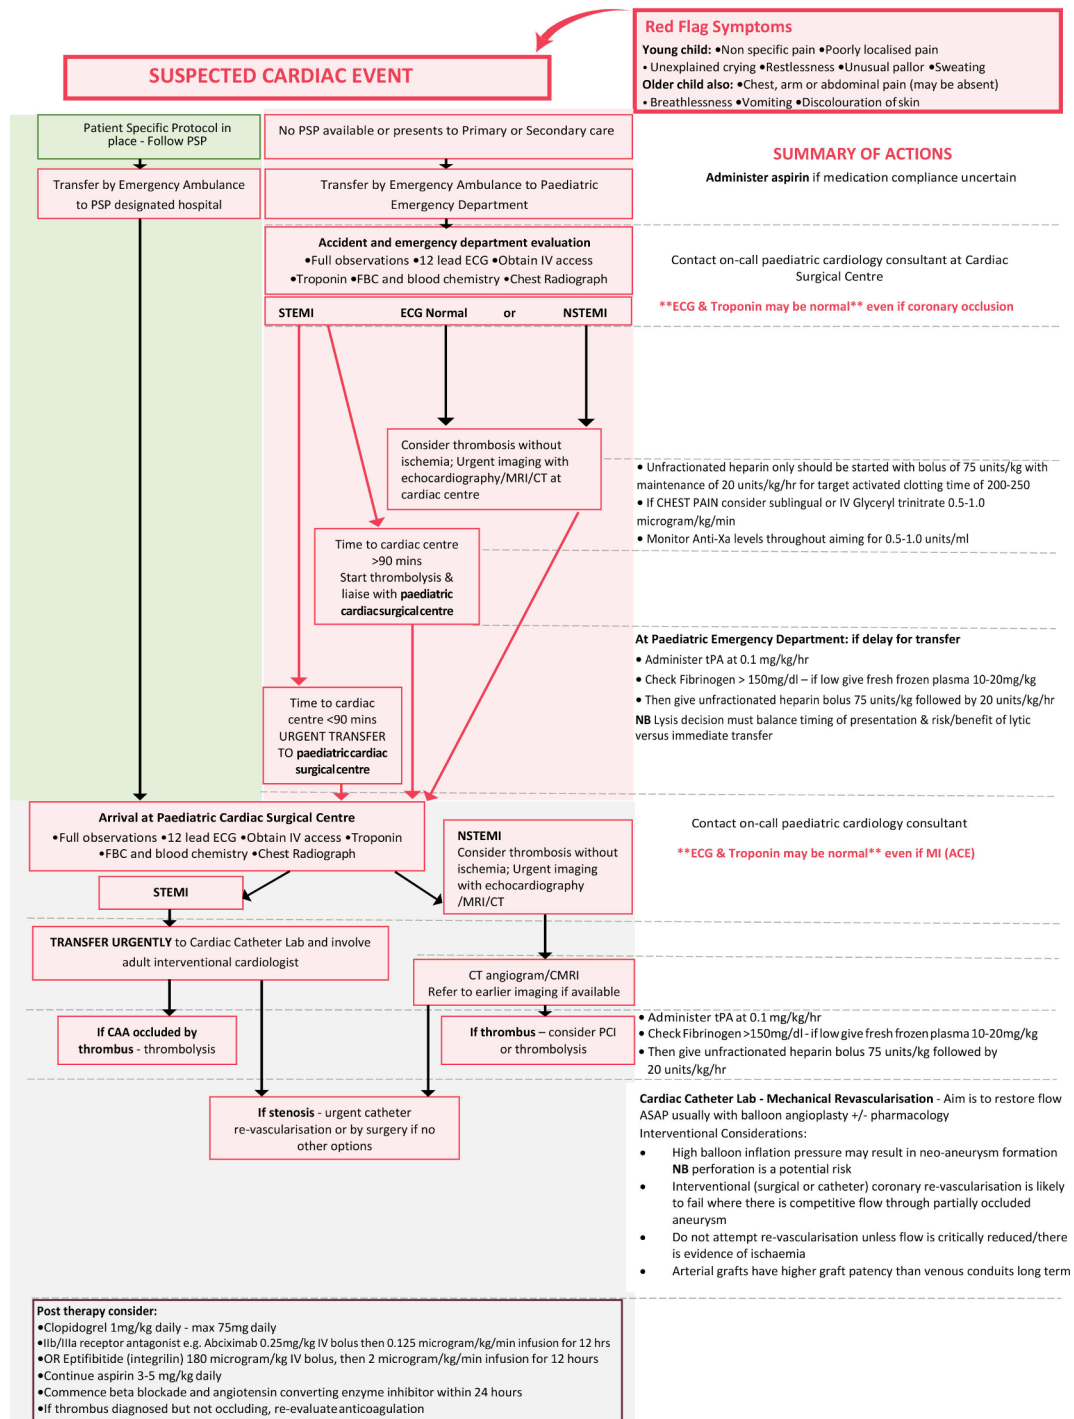 Red Flag Symptoms
Young child: •Non specific pain •Poorly localised pain
• Unexplained crying •Restlessness •Unusual pallor •Sweating
Older child also: •Chest, arm or abdominal pain (may be absent)
• Breathlessness •Vomiting •Discolouration of skin
SUSPECTED CARDIAC EVENT
Patient Specific Protocol in
place - Follow PSP
No PSP available or presents to Primary or Secondary care
SUMMARY OF ACTIONS
Administer aspirin if medication compliance uncertain
Transfer by Emergency Ambulance
to PSP designated hospital
Transfer by Emergency Ambulance to Paediatric
Emergency Department
Accident and emergency department evaluation
•Full observations •12 lead ECG •Obtain IV access
•Troponin •FBC and blood chemistry •Chest Radiograph
Contact on-call paediatric cardiology consultant at Cardiac
Surgical Centre
**ECG & Troponin may be normal** even if coronary occlusion
STEMI ECG Normal or NSTEMI
Consider thrombosis without
ischemia; Urgent imaging with
echocardiography/MRI/CT at
cardiac centre
• Unfractionated heparin only should be started with bolus of 75 units/kg with
maintenance of 20 units/kg/hr for target activated clotting time of 200-250
• If CHEST PAIN consider sublingual or IV Glyceryl trinitrate 0.5-1.0
microgram/kg/min
• Monitor Anti-Xa levels throughout aiming for 0.5-1.0 units/ml
Time to cardiac centre
>90 mins
Start thrombolysis &
liaise with paediatric
cardiac surgical centre
At Paediatric Emergency Department: if delay for transfer
• Administer tPA at 0.1 mg/kg/hr
• Check Fibrinogen > 150mg/dl – if low give fresh frozen plasma 10-20mg/kg
• Then give unfractionated heparin bolus 75 units/kg followed by 20 units/kg/hr
NB Lysis decision must balance timing of presentation & risk/benefit of lytic
versus immediate transfer
Time to cardiac
centre <90 mins
URGENT TRANSFER
TO paediatric cardiac
surgical centre
Arrival at Paediatric Cardiac Surgical Centre
•Full observations •12 lead ECG •Obtain IV access •Troponin
•FBC and blood chemistry •Chest Radiograph
NSTEMI
Consider thrombosis without
ischemia; Urgent imaging
with echocardiography
/MRI/CT
Contact on-call paediatric cardiology consultant
**ECG & Troponin may be normal** even if MI (ACE)
STEMI
TRANSFER URGENTLY to Cardiac Catheter Lab and involve
adult interventional cardiologist
CT angiogram/CMRI
Refer to earlier imaging if available
If CAA occluded by
thrombus - thrombolysis
If thrombus – consider PCI
or thrombolysis
• Administer tPA at 0.1 mg/kg/hr
• Check Fibrinogen >150mg/dl - if low give fresh frozen plasma 10-20mg/kg
• Then give unfractionated heparin bolus 75 units/kg followed by
20 units/kg/hr
If stenosis - urgent catheter
re-vascularisation or by surgery if no
other options
Cardiac Catheter Lab - Mechanical Revascularisation - Aim is to restore flow
ASAP usually with balloon angioplasty +/- pharmacology
Interventional Considerations:
• High balloon inflation pressure may result in neo-aneurysm formation
NB perforation is a potential risk
• Interventional (surgical or catheter) coronary re-vascularisation is likely
to fail where there is competitive flow through partially occluded
aneurysm
• Do not attempt re-vascularisation unless flow is critically reduced/there
is evidence of ischaemia
• Arterial grafts have higher graft patency than venous conduits long term
Post therapy consider:
•Clopidogrel 1mg/kg daily - max 75mg daily
•IIb/IIIa receptor antagonist e.g. Abciximab 0.25mg/kg IV bolus then 0.125 microgram/kg/min infusion for 12 hrs
•OR Eptifibitide (integrilin) 180 microgram/kg IV bolus, then 2 microgram/kg/min infusion for 12 hours
•Continue aspirin 3-5 mg/kg daily
•Commence beta blockade and angiotensin converting enzyme inhibitor within 24 hours
•If thrombus diagnosed but not occluding, re-evaluate anticoagulation